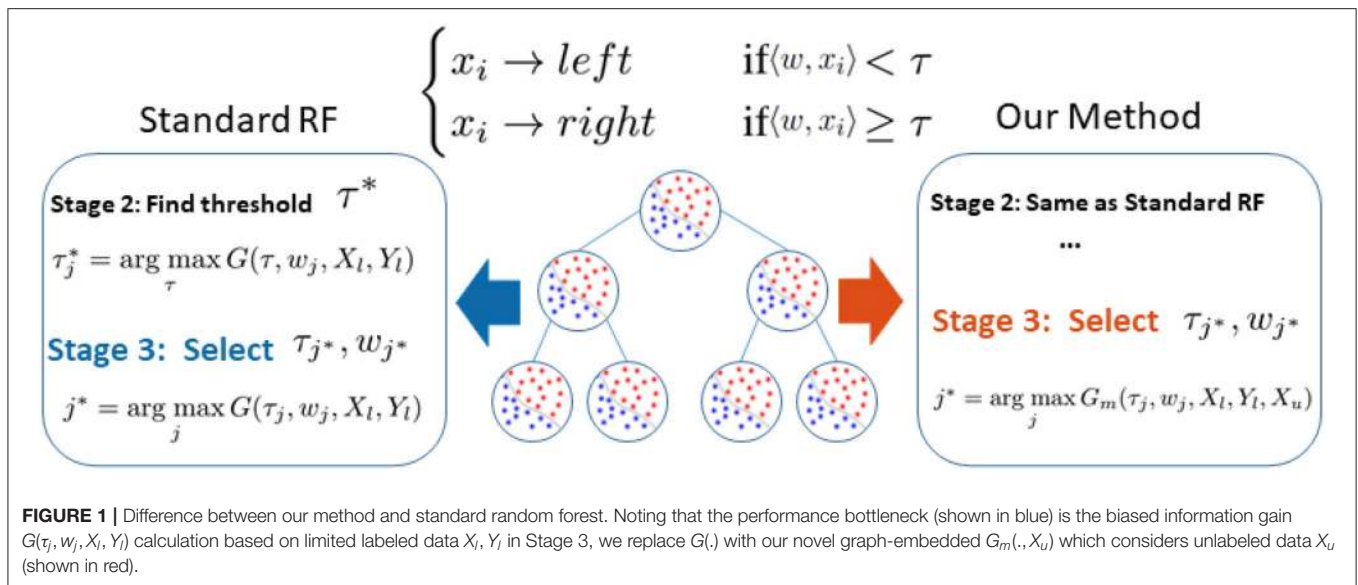 x_i → left if⟨w, x_i⟩ < τ
x_i → right if⟨w, x_i⟩ ≥ τ
Standard RF
Stage 2: Find threshold τ*
τ_j* = arg max_τ G(τ, w_j, X_l, Y_l)
Stage 3: Select τ_j*, w_j*
j* = arg max_j G(τ_j, w_j, X_l, Y_l)
Our Method
Stage 2: Same as Standard RF
...
Stage 3: Select τ_j*, w_j*
j* = arg max_j G_m(τ_j, w_j, X_l, Y_l, X_u)
FIGURE 1 | Difference between our method and standard random forest. Noting that the performance bottleneck (shown in blue) is the biased information gain
G(τ_j, w_j, X_l, Y_l) calculation based on limited labeled data X_l, Y_l in Stage 3, we replace G(.) with our novel graph-embedded G_m(., X_u) which considers unlabeled data X_u
(shown in red).